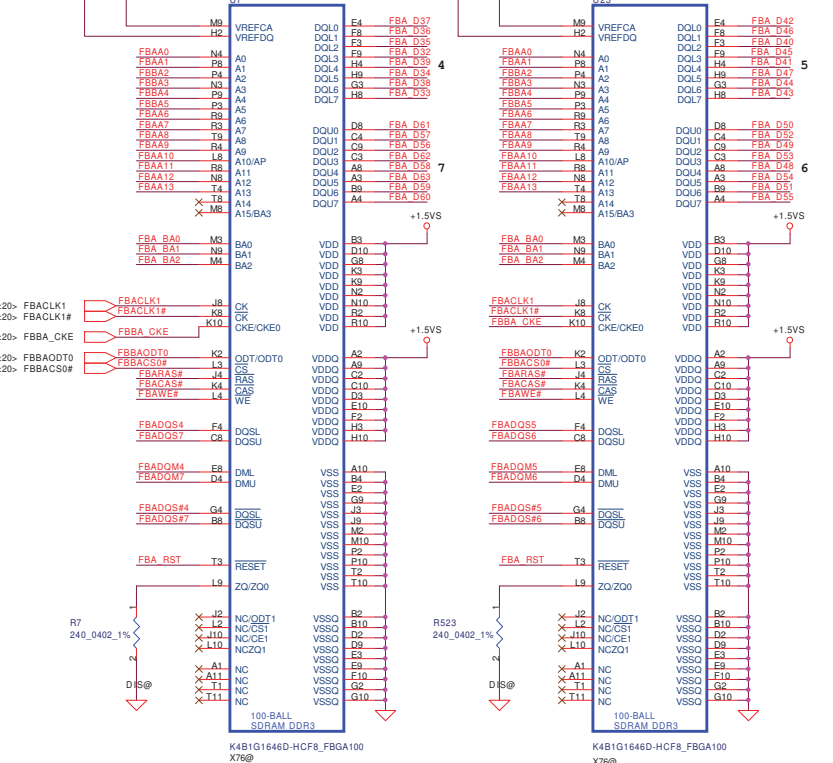 U1
M9 VREFCA DQL0 E4 FBA_D37
H2 VREFDQ DQL1 F8 FBA_D36
DQL2 F3 FBA_D35
FBAA0 N4 A0 DQL3 F9 FBA_D32
FBAA1 P8 A1 DQL4 H4 FBA_D39 4
FBBA2 P4 A2 DQL5 H9 FBA_D34
FBBA3 N3 A3 DQL6 G3 FBA_D38
FBBA4 P9 A4 DQL7 H8 FBA_D33
FBBA5 P3 A5
FBAA6 R9 A6
FBAA7 R3 A7 DQU0 D8 FBA_D61
FBAA8 T9 A8 DQU1 C4 FBA_D57
FBAA9 R4 A9 DQU2 C9 FBA_D56
FBAA10 L8 A10/AP DQU3 C3 FBA_D62
FBAA11 R8 A11 DQU4 A8 FBA_D58 7
FBAA12 N8 A12 DQU5 A3 FBA_D63
FBAA13 T4 A13 DQU6 B9 FBA_D59
T8 A14 DQU7 A4 FBA_D60
M8 A15/BA3
+1.5VS
FBA_BA0 M3 BA0 VDD B3
FBA_BA1 N9 BA1 VDD D10
FBA_BA2 M4 BA2 VDD G8
VDD K3
VDD K9
VDD N2
:20> FBACLK1 FBACLK1 J8 CK VDD N10
:20> FBACLK1# FBACLK1# K8 CK VDD R2
:20> FBBA_CKE FBBA_CKE K10 CKE/CKE0 VDD R10
+1.5VS
:20> FBBAODT0 FBBAODT0 K2 ODT/ODT0 VDDQ A2
:20> FBBACS0# FBBACS0# L3 CS VDDQ A9
FBARAS# J4 RAS VDDQ C2
FBACAS# K4 CAS VDDQ C10
FBAWE# L4 WE VDDQ D3
VDDQ E10
VDDQ F2
FBADQS4 F4 DQSL VDDQ H3
FBADQS7 C8 DQSU VDDQ H10
FBADQM4 E8 DML VSS A10
FBADQM7 D4 DMU VSS B4
VSS E2
VSS G9
FBADQS#4 G4 DQSL VSS J3
FBADQS#7 B8 DQSU VSS J9
VSS M2
VSS M10
VSS P2
FBA_RST T3 RESET VSS P10
VSS T2
L9 ZQ/ZQ0 VSS T10
1
R7
240_0402_1%
2
DIS@
J2 NC/ODT1 VSSQ B2
L2 NC/CS1 VSSQ B10
J10 NC/CE1 VSSQ D2
L10 NCZQ1 VSSQ D9
VSSQ E3
A1 NC VSSQ E9
A11 NC VSSQ F10
T1 NC VSSQ G2
T11 NC VSSQ G10
100-BALL
SDRAM DDR3
K4B1G1646D-HCF8_FBGA100
X76@
U23
M9 VREFCA DQL0 E4 FBA_D42
H2 VREFDQ DQL1 F8 FBA_D46
DQL2 F3 FBA_D40
FBAA0 N4 A0 DQL3 F9 FBA_D45
FBAA1 P8 A1 DQL4 H4 FBA_D41 5
FBBA2 P4 A2 DQL5 H9 FBA_D47
FBBA3 N3 A3 DQL6 G3 FBA_D44
FBBA4 P9 A4 DQL7 H8 FBA_D43
FBBA5 P3 A5
FBAA6 R9 A6
FBAA7 R3 A7 DQU0 D8 FBA_D50
FBAA8 T9 A8 DQU1 C4 FBA_D52
FBAA9 R4 A9 DQU2 C9 FBA_D49
FBAA10 L8 A10/AP DQU3 C3 FBA_D53
FBAA11 R8 A11 DQU4 A8 FBA_D48 6
FBAA12 N8 A12 DQU5 A3 FBA_D54
FBAA13 T4 A13 DQU6 B9 FBA_D51
T8 A14 DQU7 A4 FBA_D55
M8 A15/BA3
+1.5VS
FBA_BA0 M3 BA0 VDD B3
FBA_BA1 N9 BA1 VDD D10
FBA_BA2 M4 BA2 VDD G8
VDD K3
VDD K9
VDD N2
FBACLK1 J8 CK VDD N10
FBACLK1# K8 CK VDD R2
FBBA_CKE K10 CKE/CKE0 VDD R10
+1.5VS
FBBAODT0 K2 ODT/ODT0 VDDQ A2
FBBACS0# L3 CS VDDQ A9
FBARAS# J4 RAS VDDQ C2
FBACAS# K4 CAS VDDQ C10
FBAWE# L4 WE VDDQ D3
VDDQ E10
VDDQ F2
FBADQS5 F4 DQSL VDDQ H3
FBADQS6 C8 DQSU VDDQ H10
FBADQM5 E8 DML VSS A10
FBADQM6 D4 DMU VSS B4
VSS E2
VSS G9
FBADQS#5 G4 DQSL VSS J3
FBADQS#6 B8 DQSU VSS J9
VSS M2
VSS M10
VSS P2
FBA_RST T3 RESET VSS P10
VSS T2
L9 ZQ/ZQ0 VSS T10
1
R523
240_0402_1%
2
DIS@
J2 NC/ODT1 VSSQ B2
L2 NC/CS1 VSSQ B10
J10 NC/CE1 VSSQ D2
L10 NCZQ1 VSSQ D9
VSSQ E3
A1 NC VSSQ E9
A11 NC VSSQ F10
T1 NC VSSQ G2
T11 NC VSSQ G10
100-BALL
SDRAM DDR3
K4B1G1646D-HCF8_FBGA100
X76@